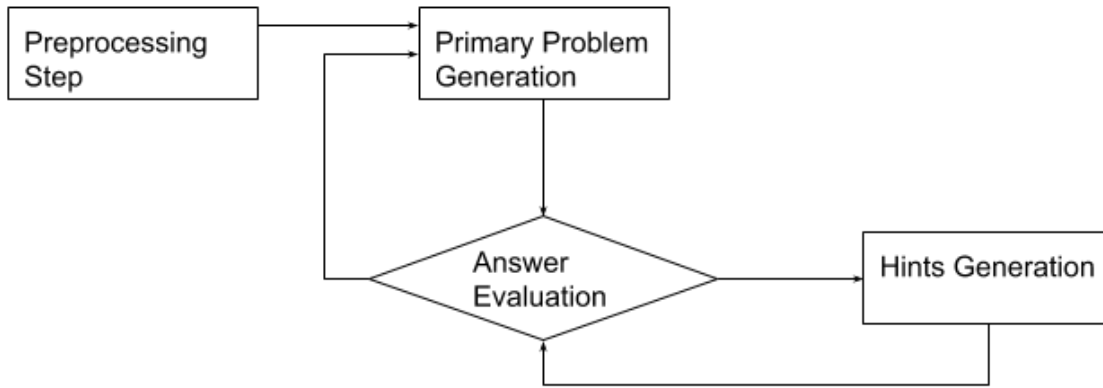 Preprocessing
Step
Primary Problem
Generation
Answer
Evaluation
Hints Generation